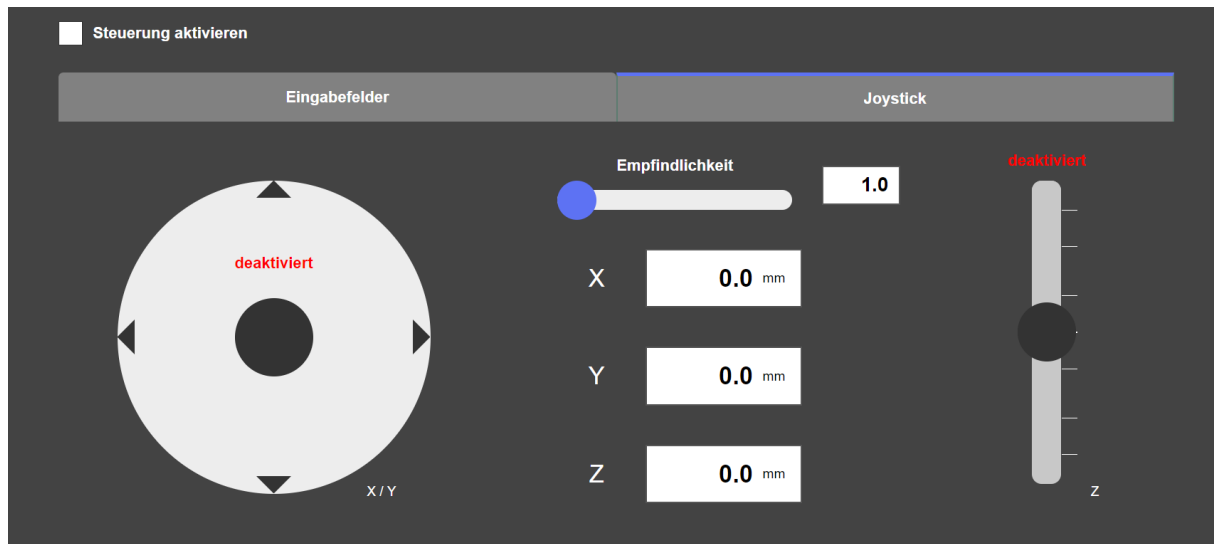 Steuerung aktivieren
Eingabefelder
Joystick
Empfindlichkeit
1.0
deaktiviert
deaktiviert
X
0.0 mm
Y
0.0 mm
Z
0.0 mm
X / Y
Z